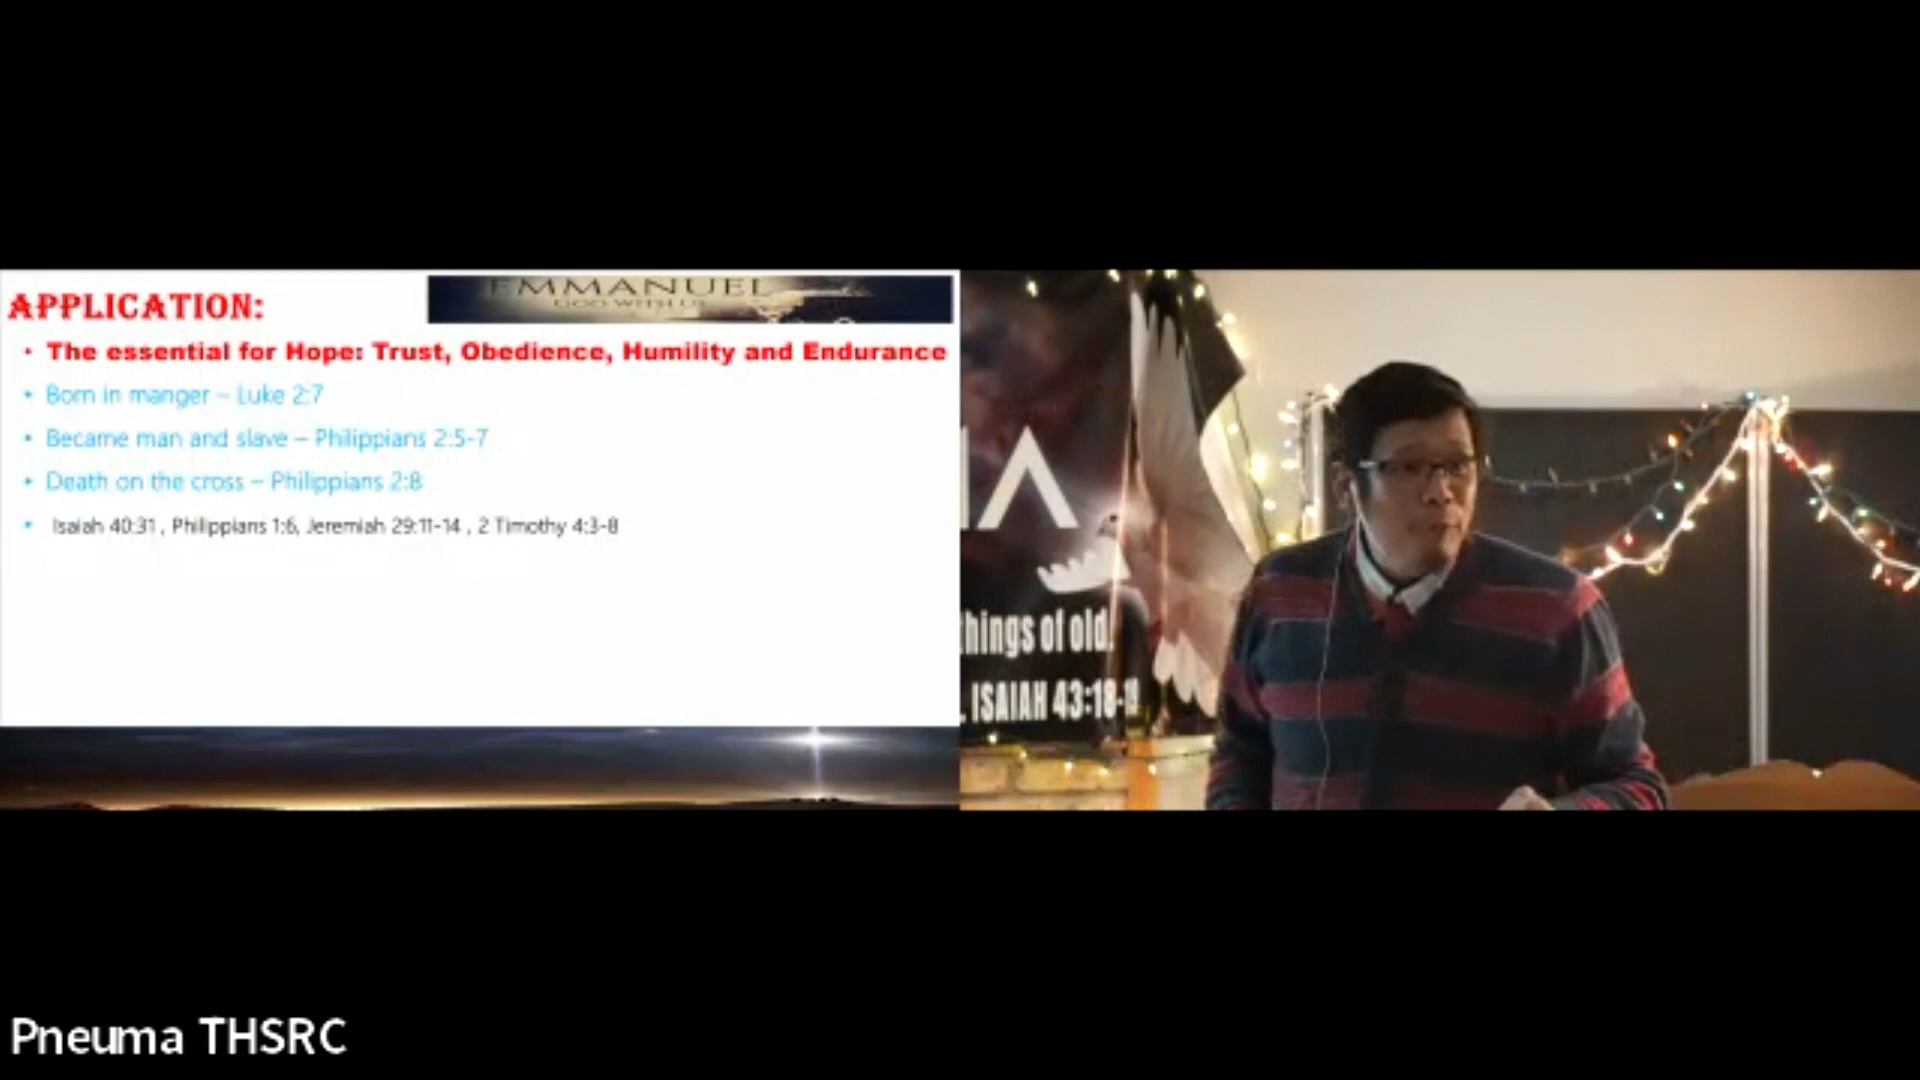 APPLICATION:
EMMANUEL
GOD WITH US
• The essential for Hope: Trust, Obedience, Humility and Endurance
• Born in manger – Luke 2:7
• Became man and slave – Philippians 2:5-7
• Death on the cross – Philippians 2:8
• Isaiah 40:31 , Philippians 1:6, Jeremiah 29:11-14 , 2 Timothy 4:3-8
things of old.
. ISAIAH 43:18-19
Pneuma THSRC